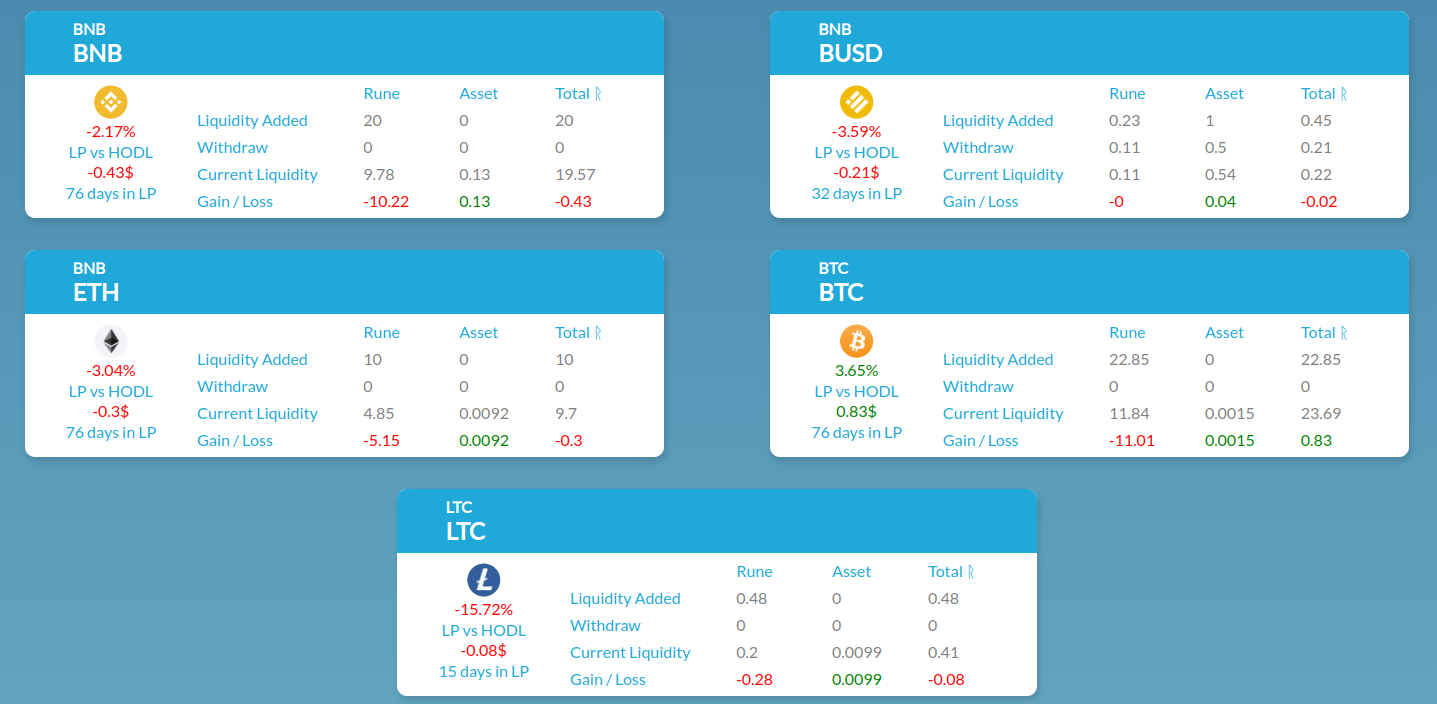 BNB
BNB
Rune Asset Total ᚱ
-2.17%
Liquidity Added 20 0 20
LP vs HODL
Withdraw 0 0 0
-0.43$
Current Liquidity 9.78 0.13 19.57
76 days in LP
Gain / Loss -10.22 0.13 -0.43
BNB
BUSD
Rune Asset Total ᚱ
-3.59%
Liquidity Added 0.23 1 0.45
LP vs HODL
Withdraw 0.11 0.5 0.21
-0.21$
Current Liquidity 0.11 0.54 0.22
32 days in LP
Gain / Loss -0 0.04 -0.02
BNB
ETH
Rune Asset Total ᚱ
-3.04%
Liquidity Added 10 0 10
LP vs HODL
Withdraw 0 0 0
-0.3$
Current Liquidity 4.85 0.0092 9.7
76 days in LP
Gain / Loss -5.15 0.0092 -0.3
BTC
BTC
Rune Asset Total ᚱ
3.65%
Liquidity Added 22.85 0 22.85
LP vs HODL
Withdraw 0 0 0
0.83$
Current Liquidity 11.84 0.0015 23.69
76 days in LP
Gain / Loss -11.01 0.0015 0.83
LTC
LTC
Rune Asset Total ᚱ
-15.72%
Liquidity Added 0.48 0 0.48
LP vs HODL
Withdraw 0 0 0
-0.08$
Current Liquidity 0.2 0.0099 0.41
15 days in LP
Gain / Loss -0.28 0.0099 -0.08